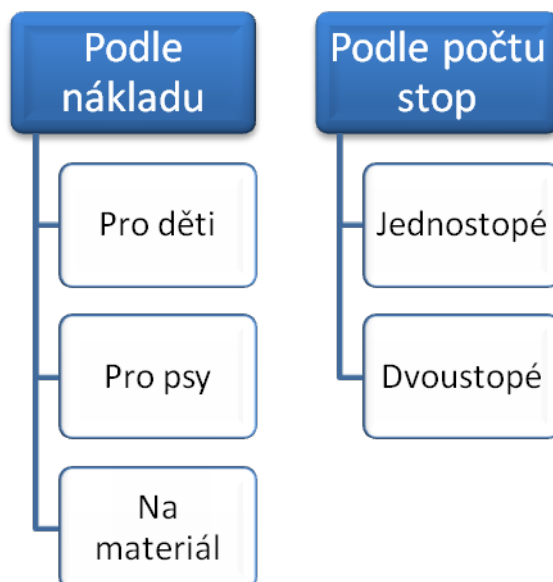 Podle
nákladu
Pro děti
Pro psy
Na
materiál
Podle počtu
stop
Jednostopé
Dvoustopé